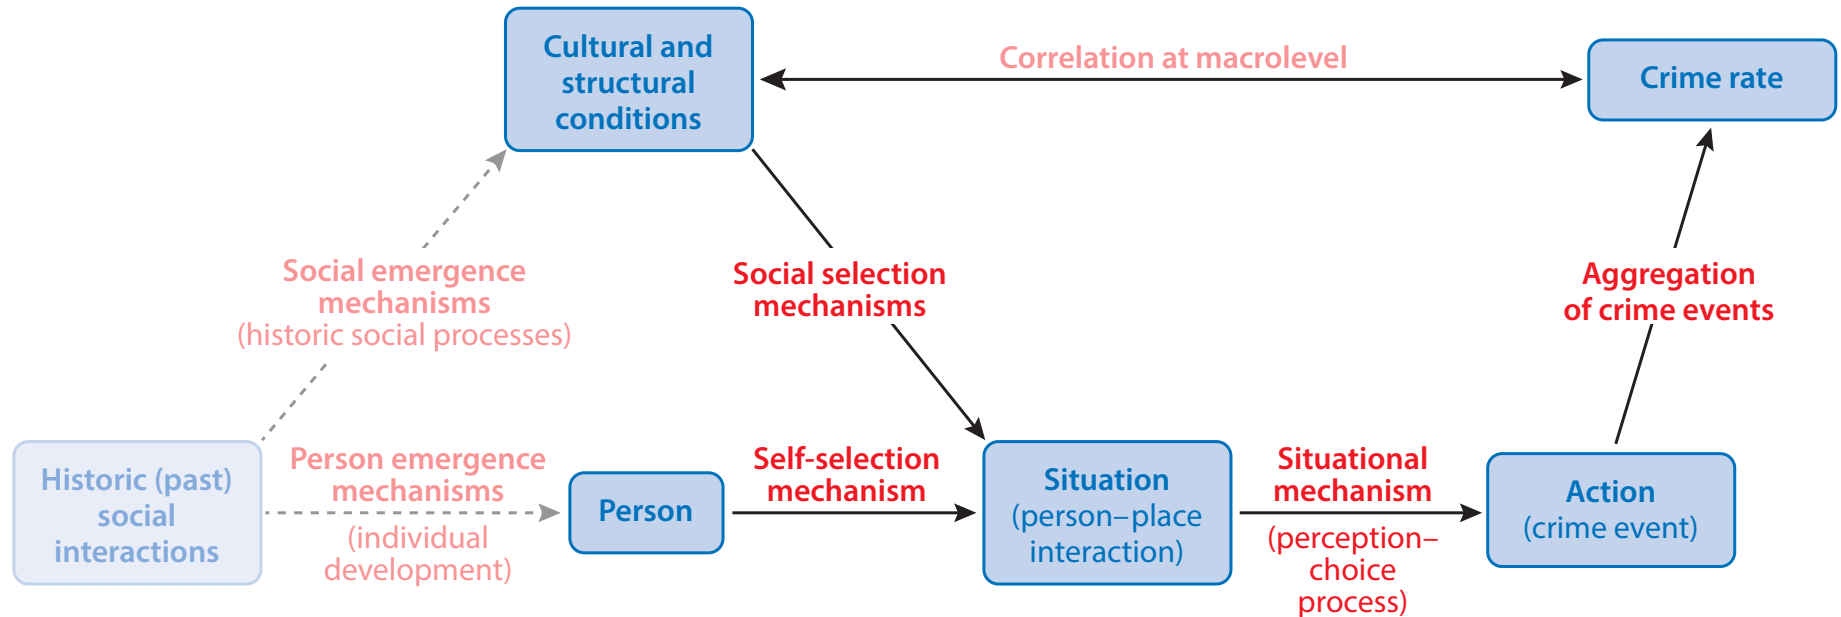 Cultural and
structural
conditions
Correlation at macrolevel
Crime rate
Social emergence
mechanisms
(historic social processes)
Social selection
mechanisms
Aggregation
of crime events
Historic (past)
social
interactions
Person emergence
mechanisms
(individual
development)
Person
Self-selection
mechanism
Situation
(person–place
interaction)
Situational
mechanism
(perception–
choice
process)
Action
(crime event)